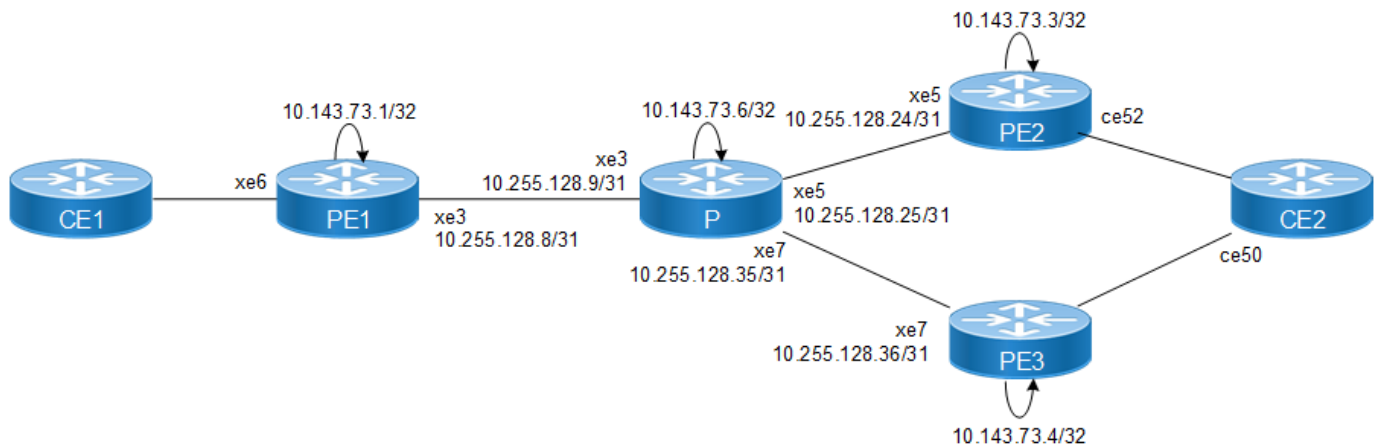 10.143.73.3/32
10.143.73.1/32
10.143.73.6/32
xe5
10.255.128.24/31
PE2
ce52
xe3
10.255.128.9/31
CE1
xe6
PE1
xe3
10.255.128.8/31
P
xe5
10.255.128.25/31
CE2
xe7
10.255.128.35/31
ce50
xe7
10.255.128.36/31
PE3
10.143.73.4/32